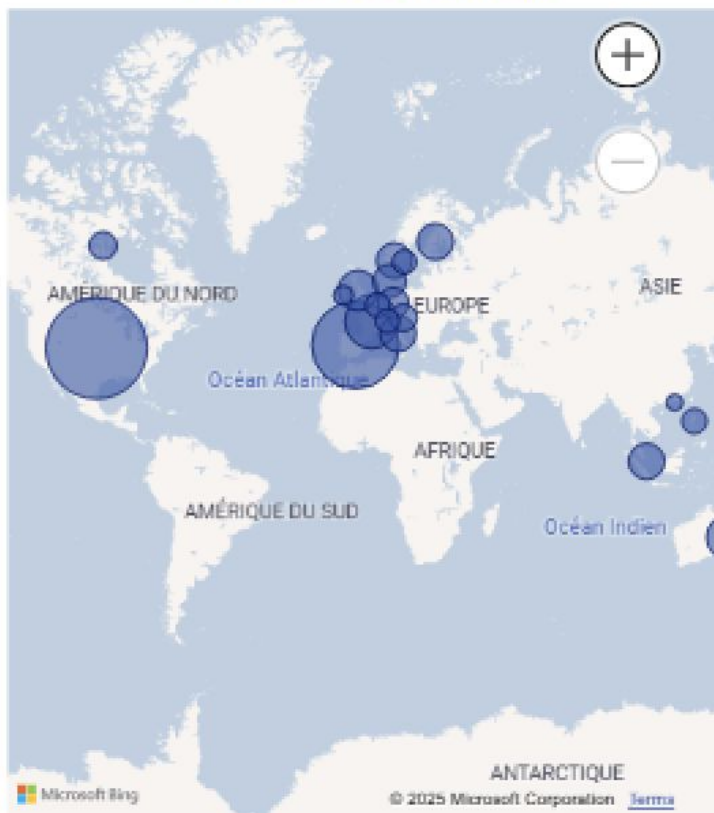 AMÉRIQUE DU NORD
EUROPE
ASIE
Océan Atlantique
AFRIQUE
AMÉRIQUE DU SUD
Océan Indien
ANTARCTIQUE
Microsoft Bing
© 2025 Microsoft Corporation Terms